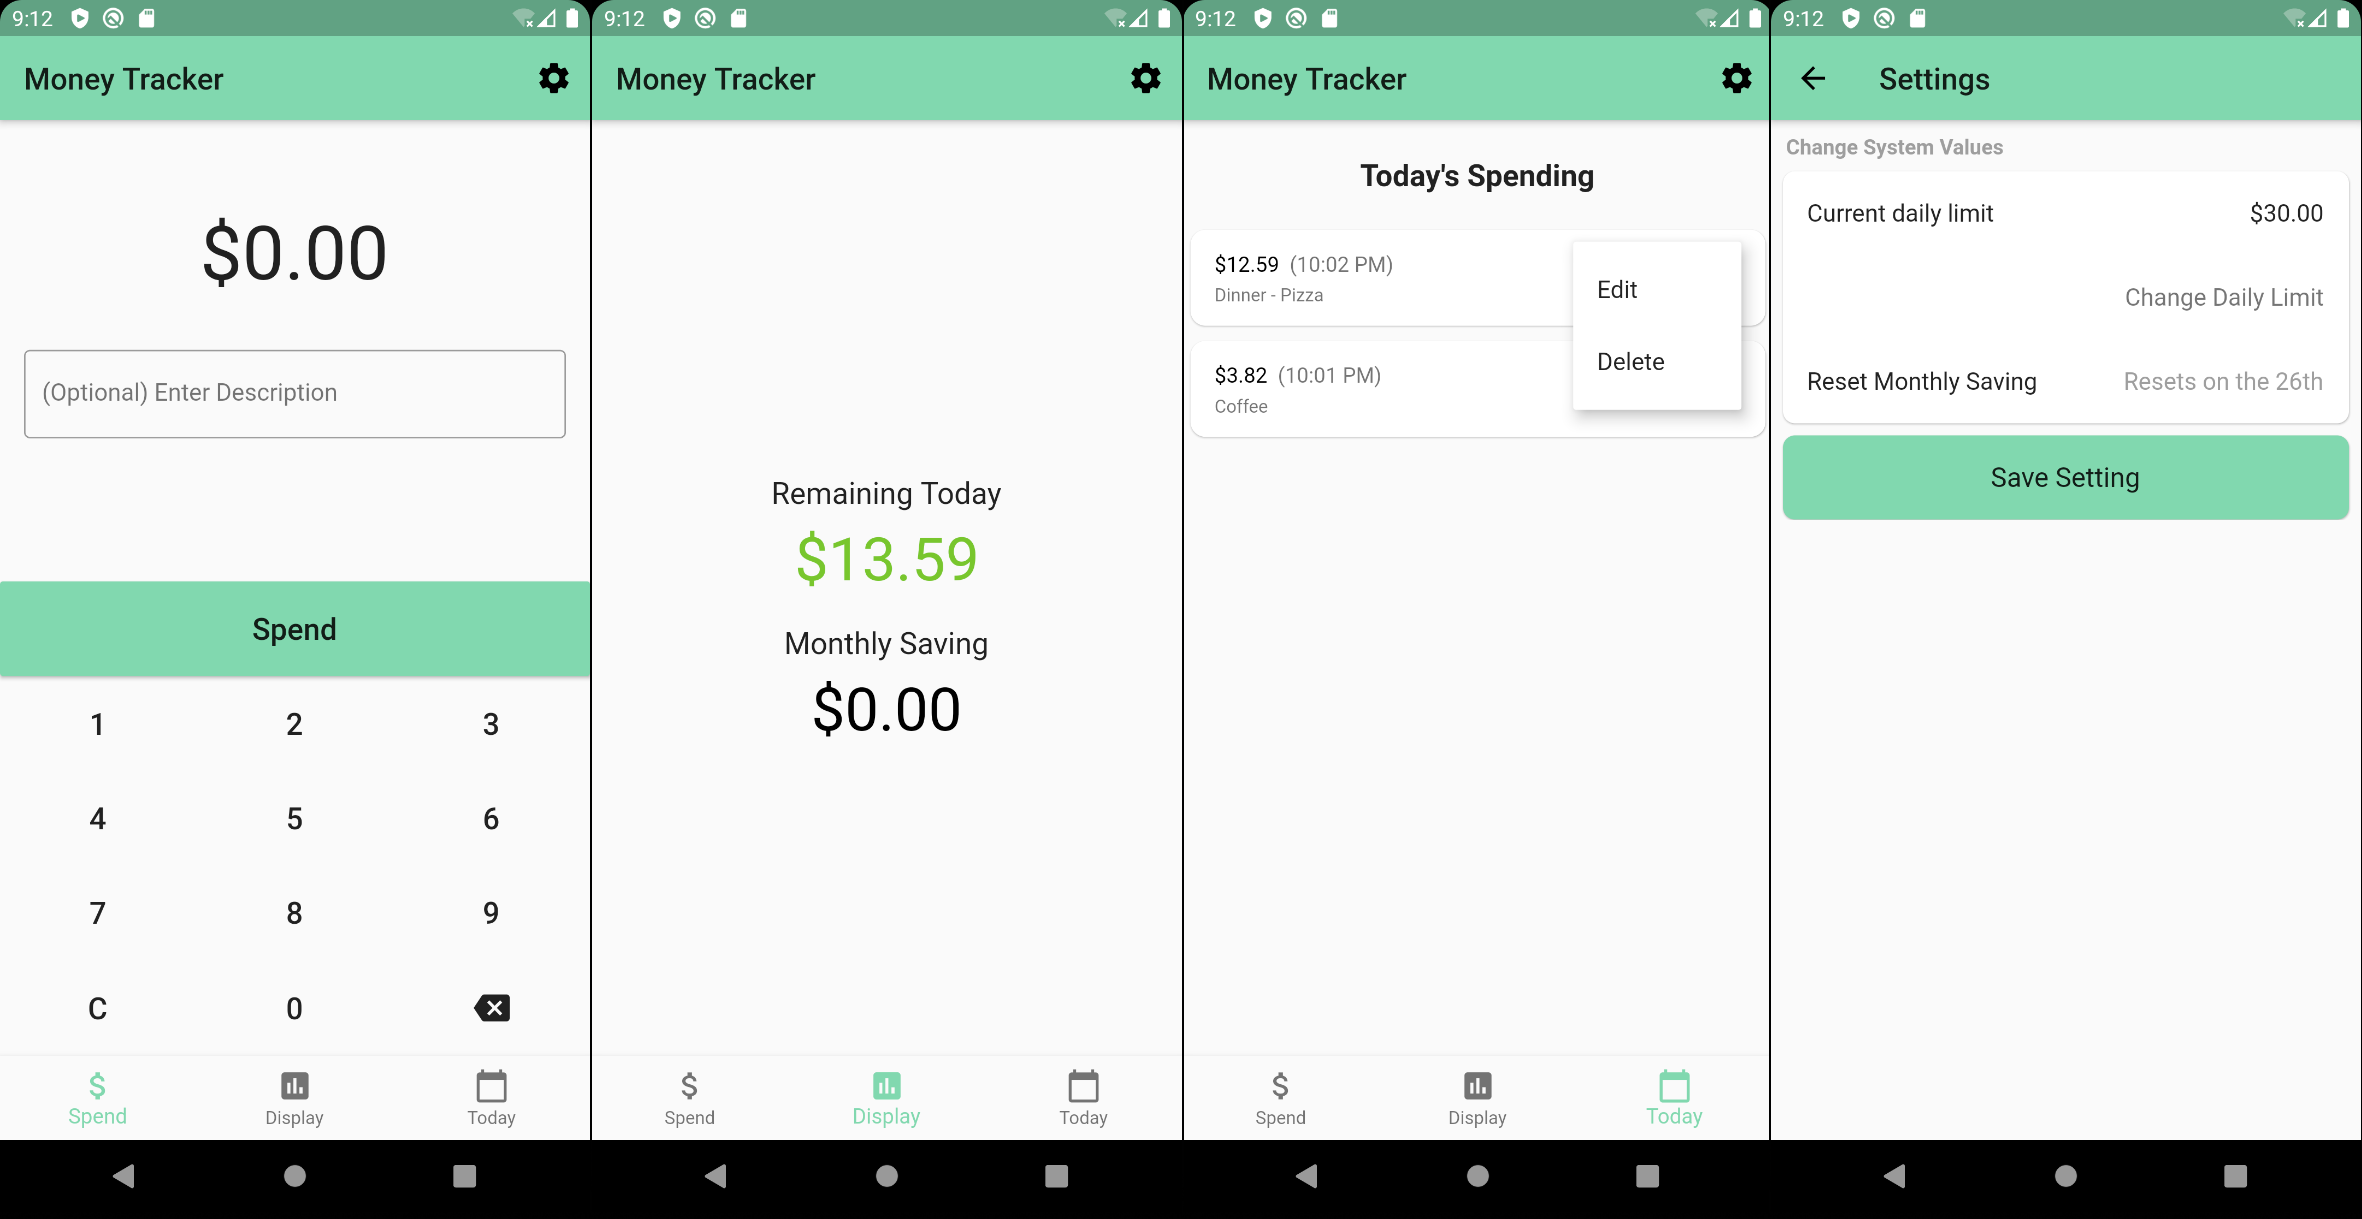 9:12
Money Tracker
$0.00
(Optional) Enter Description
Spend
1 2 3
4 5 6
7 8 9
C 0
Spend Display Today
9:12
Money Tracker
Remaining Today
$13.59
Monthly Saving
$0.00
Spend Display Today
9:12
Money Tracker
Today's Spending
$12.59 (10:02 PM)
Dinner - Pizza
$3.82 (10:01 PM)
Coffee
Edit
Delete
Spend Display Today
9:12
Settings
Change System Values
Current daily limit $30.00
Change Daily Limit
Reset Monthly Saving Resets on the 26th
Save Setting